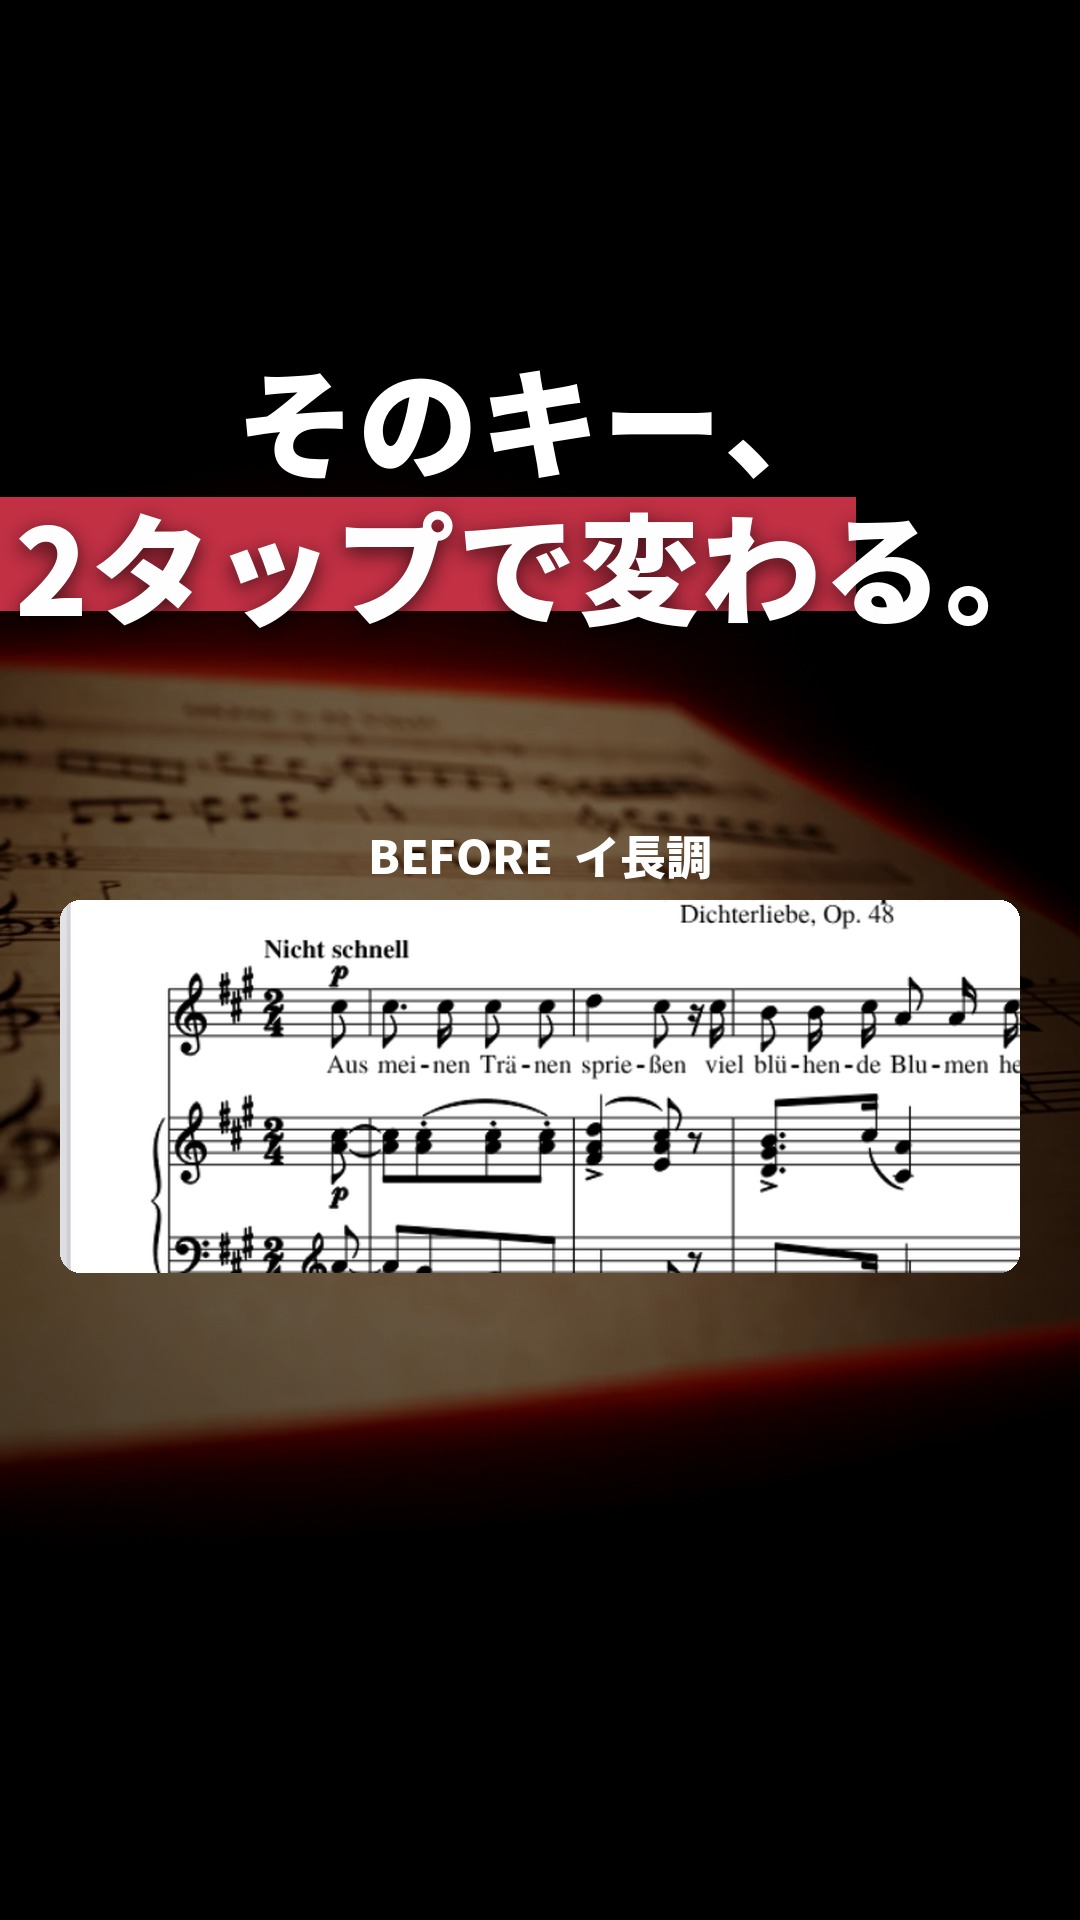 そのキー、
2タップで変わる。
BEFORE イ長調
Dichterliebe, Op. 48
Nicht schnell
p
Aus mei-nen Trä-nen sprie-ßen viel blü-hen-de Blu-men he
p